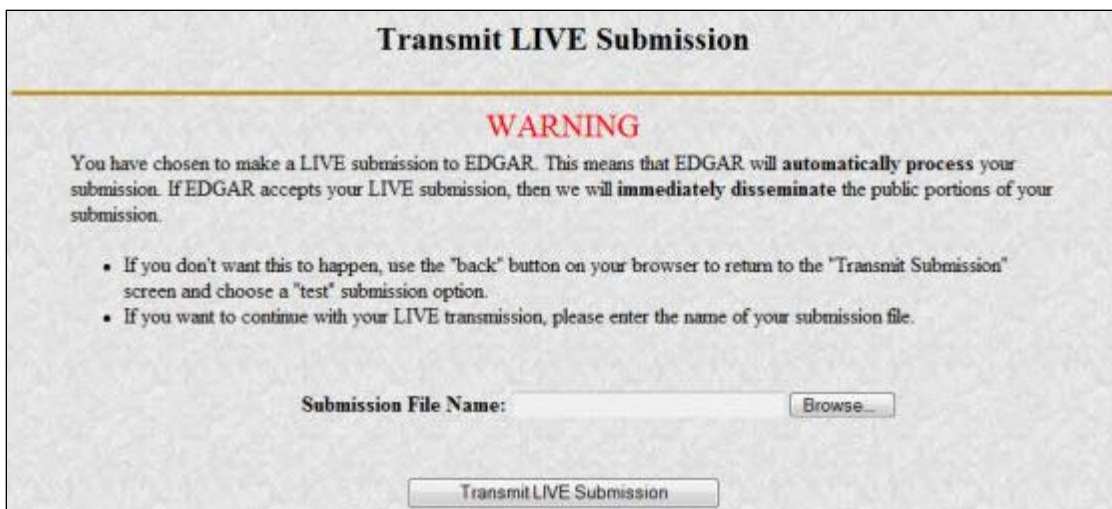 Transmit LIVE Submission
WARNING
You have chosen to make a LIVE submission to EDGAR. This means that EDGAR will automatically process your
submission. If EDGAR accepts your LIVE submission, then we will immediately disseminate the public portions of your
submission.
• If you don't want this to happen, use the "back" button on your browser to return to the "Transmit Submission"
screen and choose a "test" submission option.
• If you want to continue with your LIVE transmission, please enter the name of your submission file.
Submission File Name: Browse...
Transmit LIVE Submission